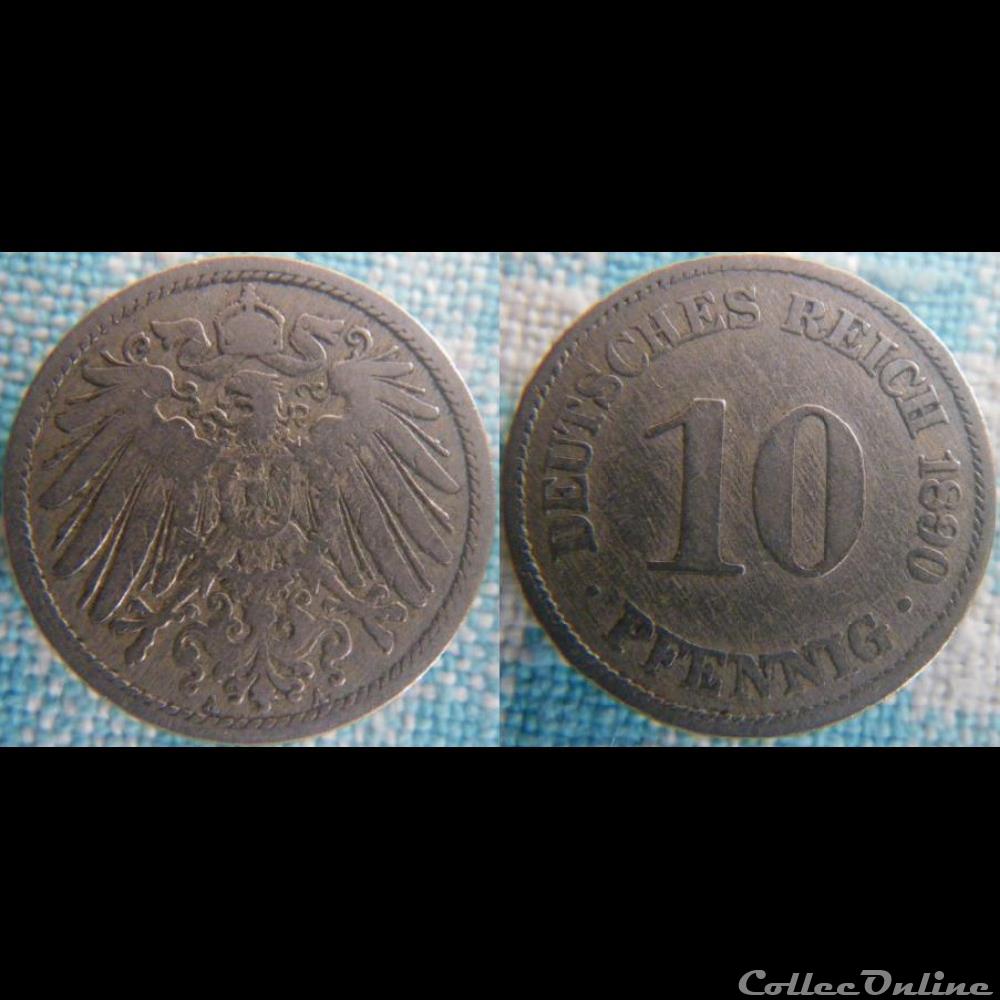 DEUTSCHES REICH 1890
10
· PFENNIG ·
A
CollecOnline